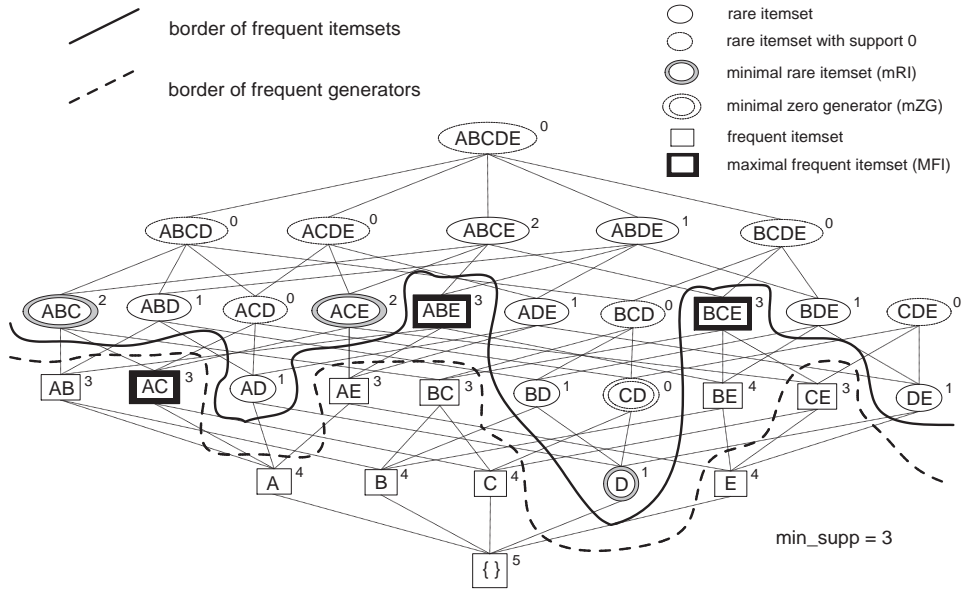 border of frequent itemsets
border of frequent generators
rare itemset
rare itemset with support 0
minimal rare itemset (mRI)
minimal zero generator (mZG)
frequent itemset
maximal frequent itemset (MFI)
ABCDE 0
ABCD 0 ACDE 0 ABCE 2 ABDE 1 BCDE 0
ABC 2 ABD 1 ACD 0 ACE 2 ABE 3 ADE 1 BCD 0 BCE 3 BDE 1 CDE 0
AB 3 AC 3 AD 1 AE 3 BC 3 BD 1 CD 0 BE 4 CE 3 DE 1
A 4 B 4 C 4 D 1 E 4
min_supp = 3
{ } 5